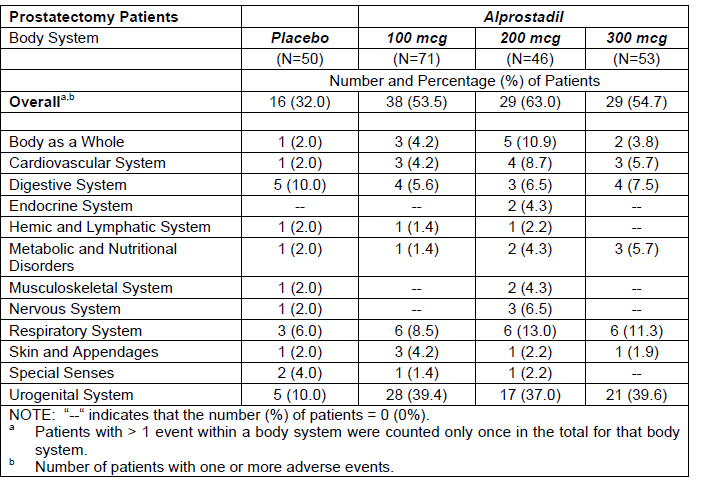 Prostatectomy Patients Alprostadil
Body System Placebo 100 mcg 200 mcg 300 mcg
(N=50) (N=71) (N=46) (N=53)
Number and Percentage (%) of Patients
Overall^a,b 16 (32.0) 38 (53.5) 29 (63.0) 29 (54.7)
Body as a Whole 1 (2.0) 3 (4.2) 5 (10.9) 2 (3.8)
Cardiovascular System 1 (2.0) 3 (4.2) 4 (8.7) 3 (5.7)
Digestive System 5 (10.0) 4 (5.6) 3 (6.5) 4 (7.5)
Endocrine System -- -- 2 (4.3) --
Hemic and Lymphatic System 1 (2.0) 1 (1.4) 1 (2.2) --
Metabolic and Nutritional 1 (2.0) 1 (1.4) 2 (4.3) 3 (5.7)
Disorders
Musculoskeletal System 1 (2.0) -- 2 (4.3) --
Nervous System 1 (2.0) -- 3 (6.5) --
Respiratory System 3 (6.0) 6 (8.5) 6 (13.0) 6 (11.3)
Skin and Appendages 1 (2.0) 3 (4.2) 1 (2.2) 1 (1.9)
Special Senses 2 (4.0) 1 (1.4) 1 (2.2) --
Urogenital System 5 (10.0) 28 (39.4) 17 (37.0) 21 (39.6)
NOTE: “--“ indicates that the number (%) of patients = 0 (0%).
a Patients with > 1 event within a body system were counted only once in the total for that body
system.
b Number of patients with one or more adverse events.